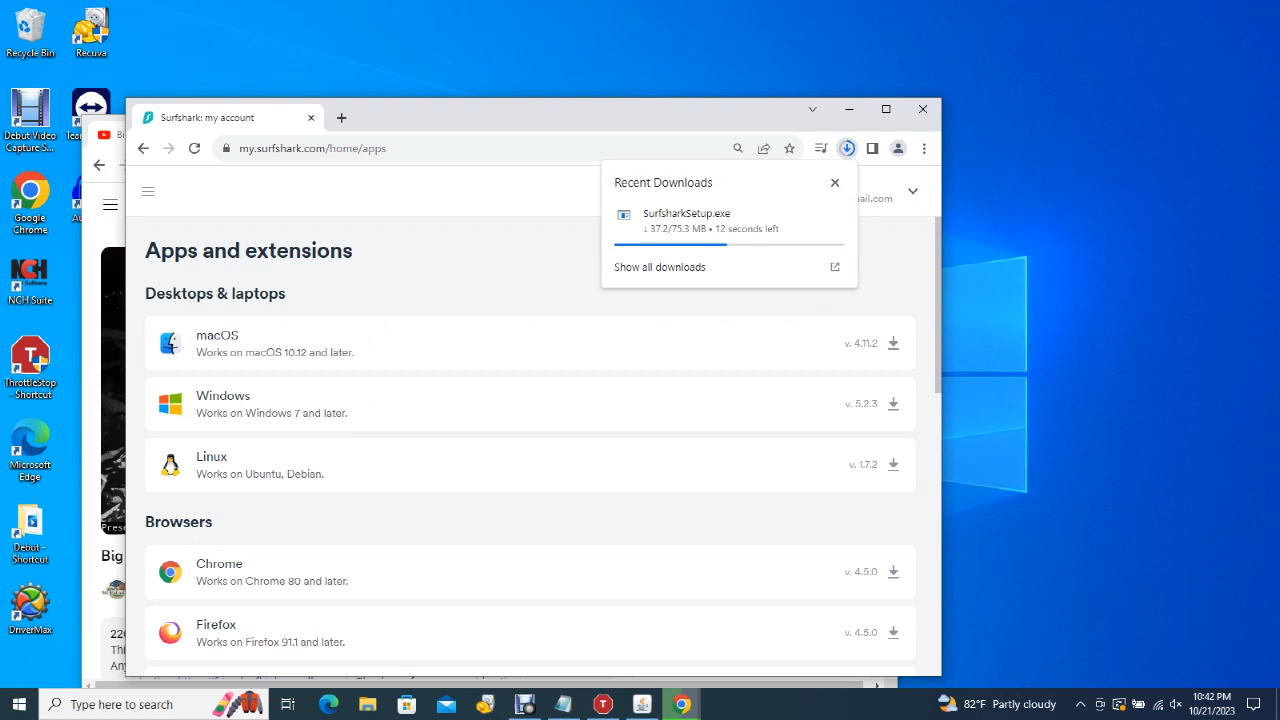 Recycle Bin
Recuva
Debut Video
Capture S...
Google
Chrome
NCH
Software
NCH Suite
ThrottleStop
- Shortcut
Microsoft
Edge
Debut -
Shortcut
DriverMax
Surfshark: my account
my.surfshark.com/home/apps
Recent Downloads
SurfsharkSetup.exe
↓ 37.2/75.3 MB • 12 seconds left
Show all downloads
ail.com
Apps and extensions
Desktops & laptops
macOS
Works on macOS 10.12 and later.
v. 4.11.2
Windows
Works on Windows 7 and later.
v. 5.2.3
Linux
Works on Ubuntu, Debian.
v. 1.7.2
Browsers
Chrome
Works on Chrome 80 and later.
v. 4.5.0
Firefox
Works on Firefox 91.1 and later.
v. 4.5.0
Big
Type here to search
82°F Partly cloudy
10:42 PM
10/21/2023